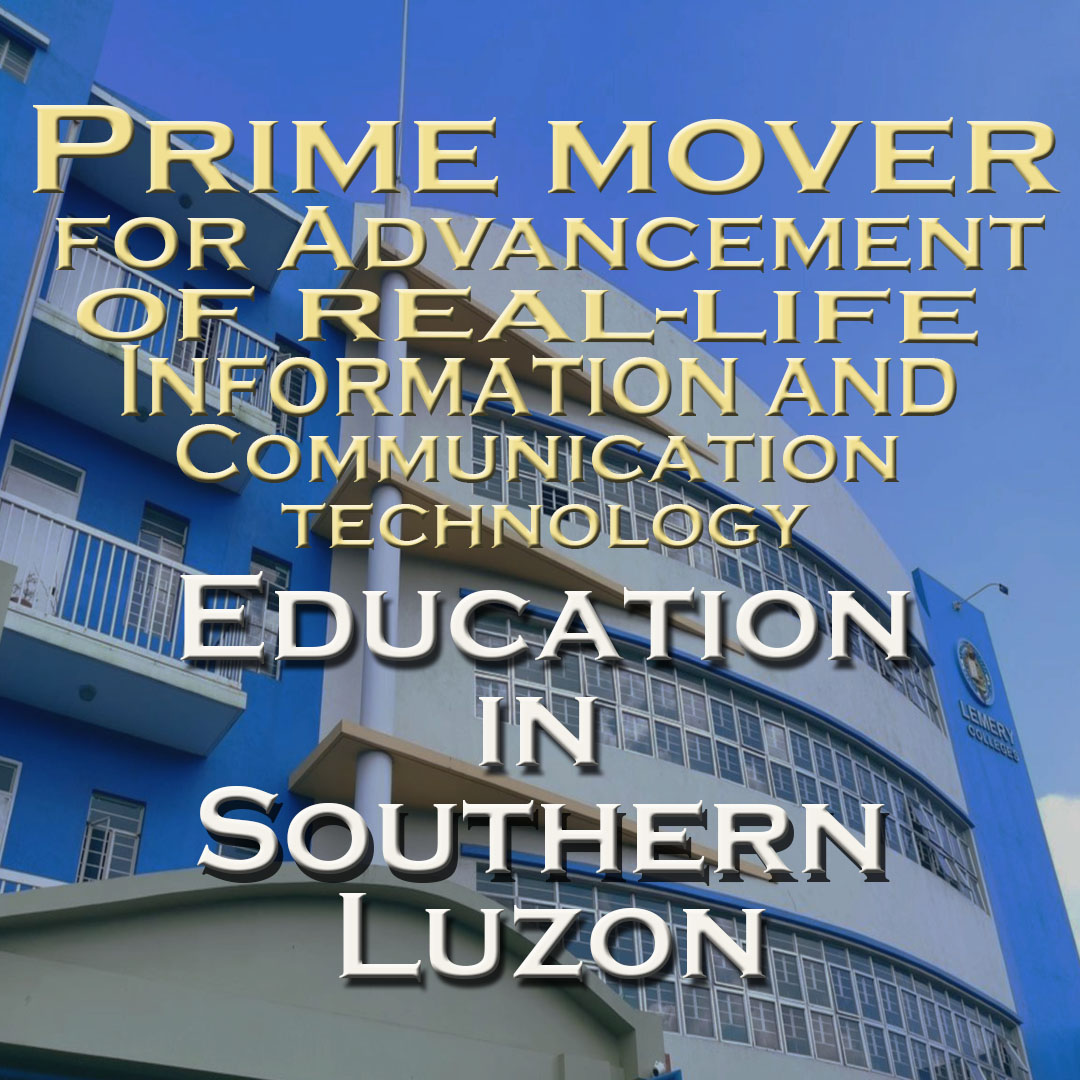 Prime mover
for Advancement
of real-life
Information and
Communication
technology
Education
in
Southern
Luzon
LEMERY
COLLEGES